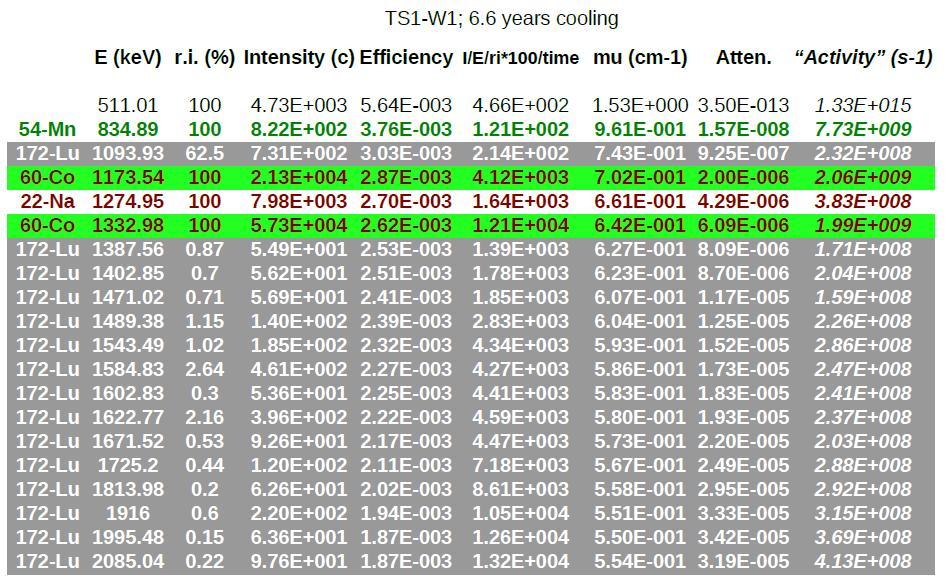 TS1-W1; 6.6 years cooling
E (keV) r.i. (%) Intensity (c) Efficiency I/E/ri*100/time mu (cm-1) Atten. “Activity” (s-1)
511.01 100 4.73E+003 5.64E-003 4.66E+002 1.53E+000 3.50E-013 1.33E+015
54-Mn 834.89 100 8.22E+002 3.76E-003 1.21E+002 9.61E-001 1.57E-008 7.73E+009
172-Lu 1093.93 62.5 7.31E+002 3.03E-003 2.14E+002 7.43E-001 9.25E-007 2.32E+008
60-Co 1173.54 100 2.13E+004 2.87E-003 4.12E+003 7.02E-001 2.00E-006 2.06E+009
22-Na 1274.95 100 7.98E+003 2.70E-003 1.64E+003 6.61E-001 4.29E-006 3.83E+008
60-Co 1332.98 100 5.73E+004 2.62E-003 1.21E+004 6.42E-001 6.09E-006 1.99E+009
172-Lu 1387.56 0.87 5.49E+001 2.53E-003 1.39E+003 6.27E-001 8.09E-006 1.71E+008
172-Lu 1402.85 0.7 5.62E+001 2.51E-003 1.78E+003 6.23E-001 8.70E-006 2.04E+008
172-Lu 1471.02 0.71 5.69E+001 2.41E-003 1.85E+003 6.07E-001 1.17E-005 1.59E+008
172-Lu 1489.38 1.15 1.40E+002 2.39E-003 2.83E+003 6.04E-001 1.25E-005 2.26E+008
172-Lu 1543.49 1.02 1.85E+002 2.32E-003 4.34E+003 5.93E-001 1.52E-005 2.86E+008
172-Lu 1584.83 2.64 4.61E+002 2.27E-003 4.27E+003 5.86E-001 1.73E-005 2.47E+008
172-Lu 1602.83 0.3 5.36E+001 2.25E-003 4.41E+003 5.83E-001 1.83E-005 2.41E+008
172-Lu 1622.77 2.16 3.96E+002 2.22E-003 4.59E+003 5.80E-001 1.93E-005 2.37E+008
172-Lu 1671.52 0.53 9.26E+001 2.17E-003 4.47E+003 5.73E-001 2.20E-005 2.03E+008
172-Lu 1725.2 0.44 1.20E+002 2.11E-003 7.18E+003 5.67E-001 2.49E-005 2.88E+008
172-Lu 1813.98 0.2 6.26E+001 2.02E-003 8.61E+003 5.58E-001 2.95E-005 2.92E+008
172-Lu 1916 0.6 2.20E+002 1.94E-003 1.05E+004 5.51E-001 3.33E-005 3.15E+008
172-Lu 1995.48 0.15 6.36E+001 1.87E-003 1.26E+004 5.50E-001 3.42E-005 3.69E+008
172-Lu 2085.04 0.22 9.76E+001 1.87E-003 1.32E+004 5.54E-001 3.19E-005 4.13E+008